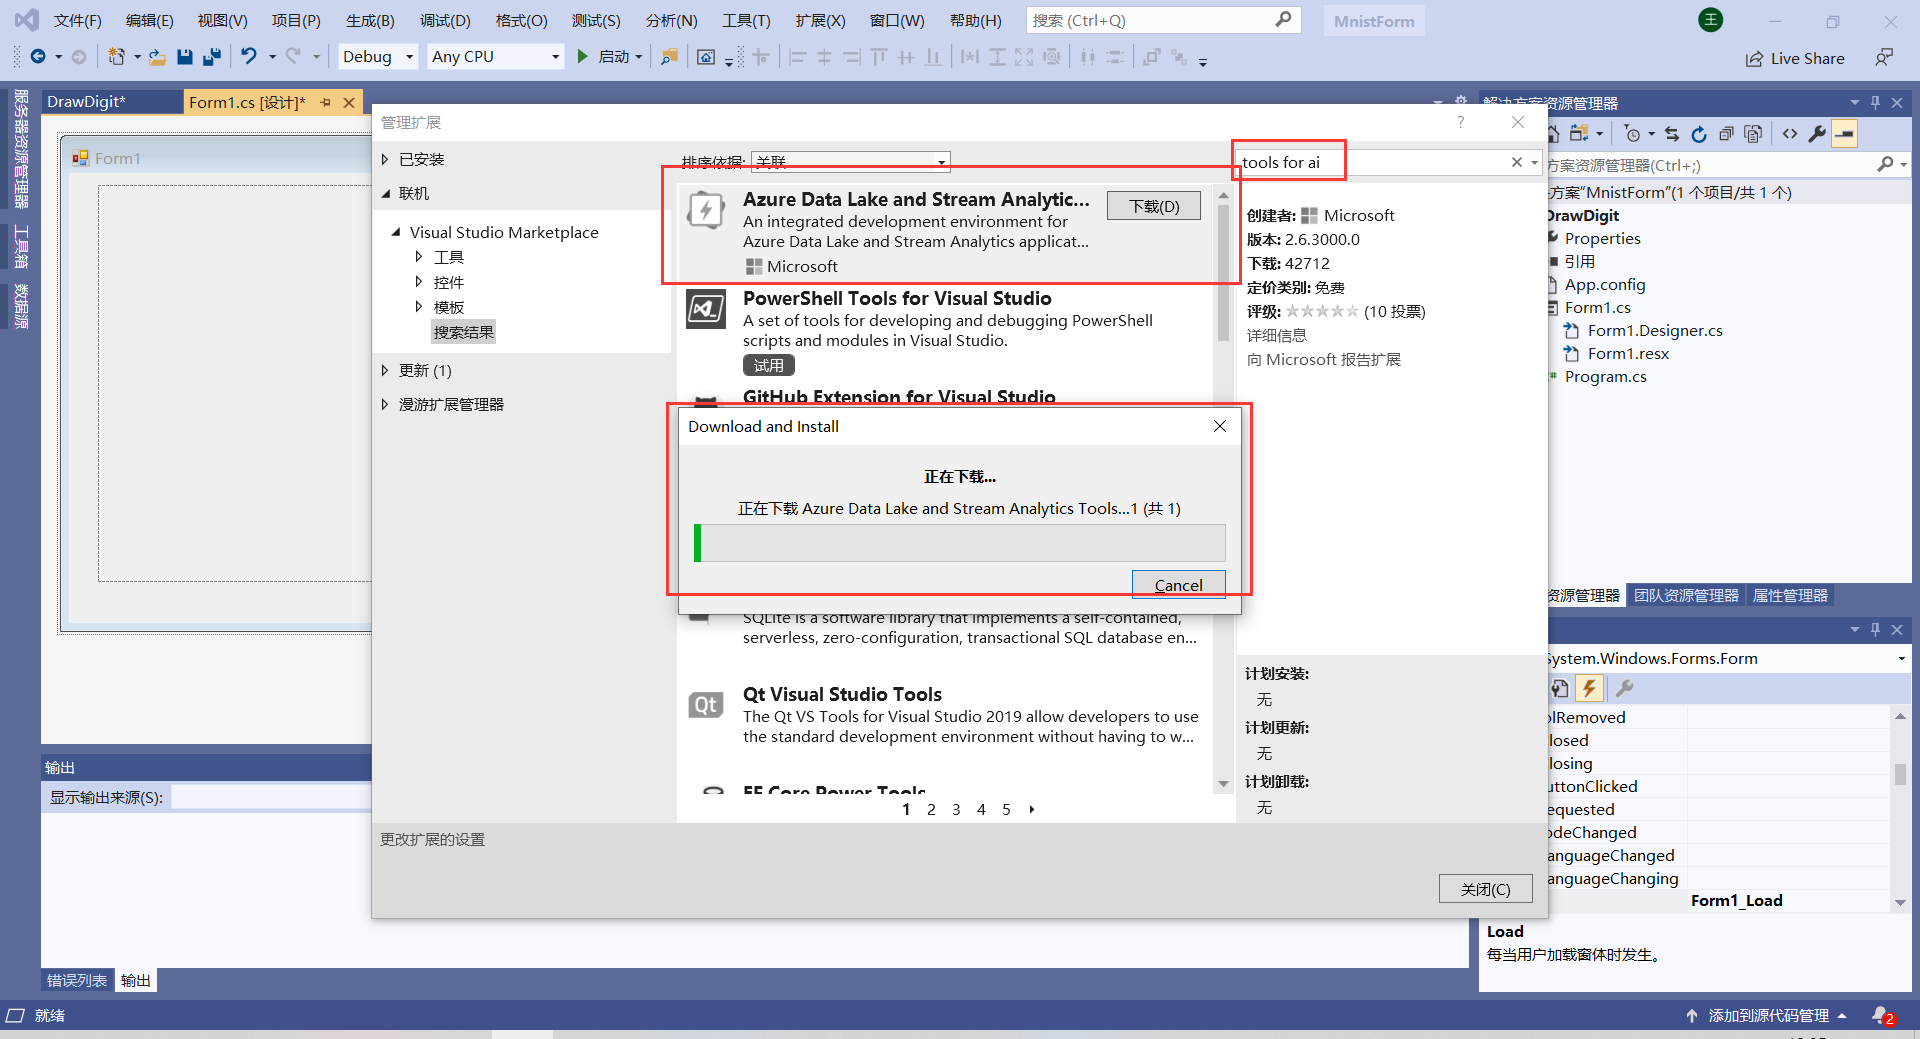 文件(F) 编辑(E) 视图(V) 项目(P) 生成(B) 调试(D) 格式(O) 测试(S) 分析(N) 工具(T) 扩展(X) 窗口(W) 帮助(H) 搜索 (Ctrl+Q) MnistForm 王
Debug Any CPU 启动 Live Share
服务器资源管理器
工具箱
数据源
DrawDigit* Form1.cs [设计]*
Form1
管理扩展
已安装
联机
Visual Studio Marketplace
工具
控件
模板
搜索结果
更新 (1)
漫游扩展管理器
排序依据: 关联
tools for ai
Azure Data Lake and Stream Analytic...
下载(D)
An integrated development environment for
Azure Data Lake and Stream Analytics applicat...
Microsoft
PowerShell Tools for Visual Studio
A set of tools for developing and debugging PowerShell
scripts and modules in Visual Studio.
试用
GitHub Extension for Visual Studio
Download and Install
正在下载...
正在下载 Azure Data Lake and Stream Analytics Tools...1 (共 1)
Cancel
SQLite is a software library that implements a self-contained,
serverless, zero-configuration, transactional SQL database en...
Qt
Qt Visual Studio Tools
The Qt VS Tools for Visual Studio 2019 allow developers to use
the standard development environment without having to w...
EF Core Power Tools
1 2 3 4 5
创建者: Microsoft
版本: 2.6.3000.0
下载: 42712
定价类别: 免费
评级: (10 投票)
详细信息
向 Microsoft 报告扩展
计划安装:
无
计划更新:
无
计划卸载:
无
更改扩展的设置
关闭(C)
解决方案资源管理器
方案资源管理器(Ctrl+;)
方案"MnistForm"(1 个项目/共 1 个)
DrawDigit
Properties
引用
App.config
Form1.cs
Form1.Designer.cs
Form1.resx
Program.cs
资源管理器 团队资源管理器 属性管理器
System.Windows.Forms.Form
olRemoved
losed
losing
uttonClicked
equested
odeChanged
anguageChanged
anguageChanging
Form1_Load
Load
每当用户加载窗体时发生。
输出
显示输出来源(S):
错误列表 输出
就绪
添加到源代码管理 2